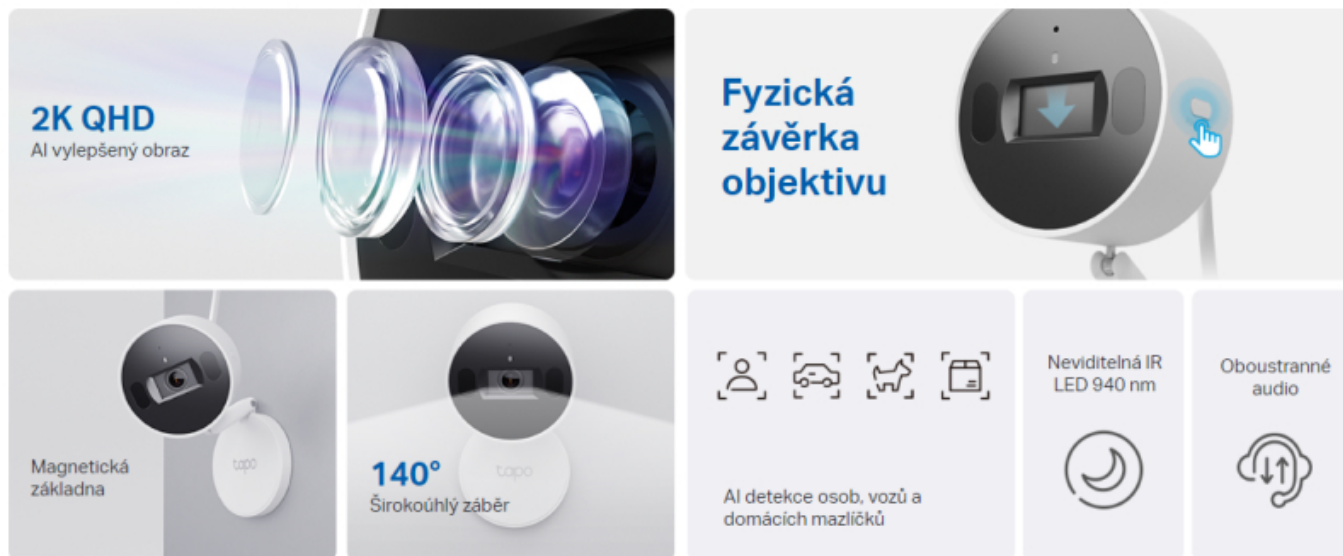 2K QHD
AI vylepšený obraz
Fyzická
závěrka
objektivu
Magnetická
základna
tapo
140°
Širokoúhlý záběr
tapo
AI detekce osob, vozů a
domácích mazlíčků
Neviditelná IR
LED 940 nm
Oboustranné
audio